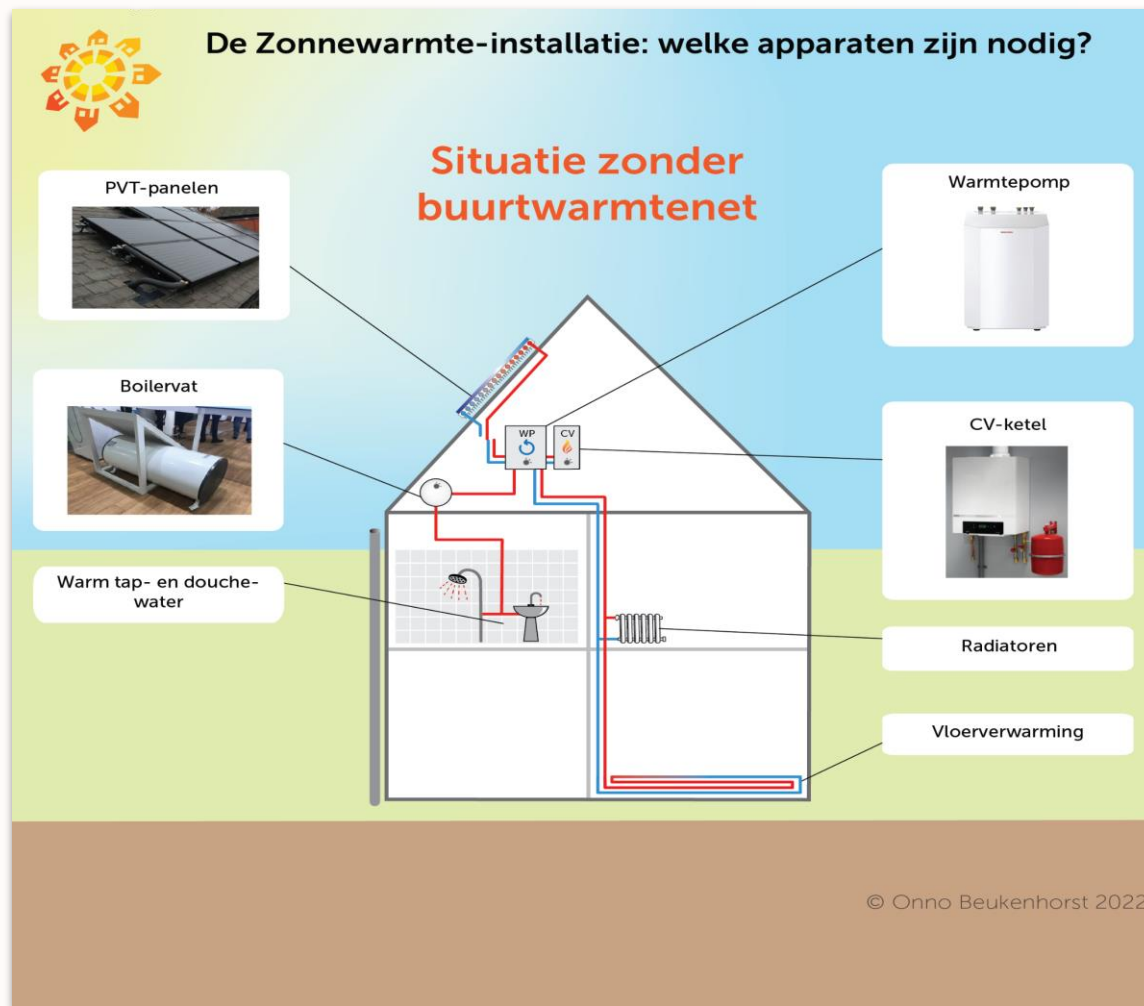 De Zonnewarmte-installatie: welke apparaten zijn nodig?
Situatie zonder
buurtwarmtenet
PVT-panelen
Boilervat
Warm tap- en douche-
water
Warmtepomp
CV-ketel
Radiatoren
Vloerverwarming
WP
CV
© Onno Beukenhorst 2022